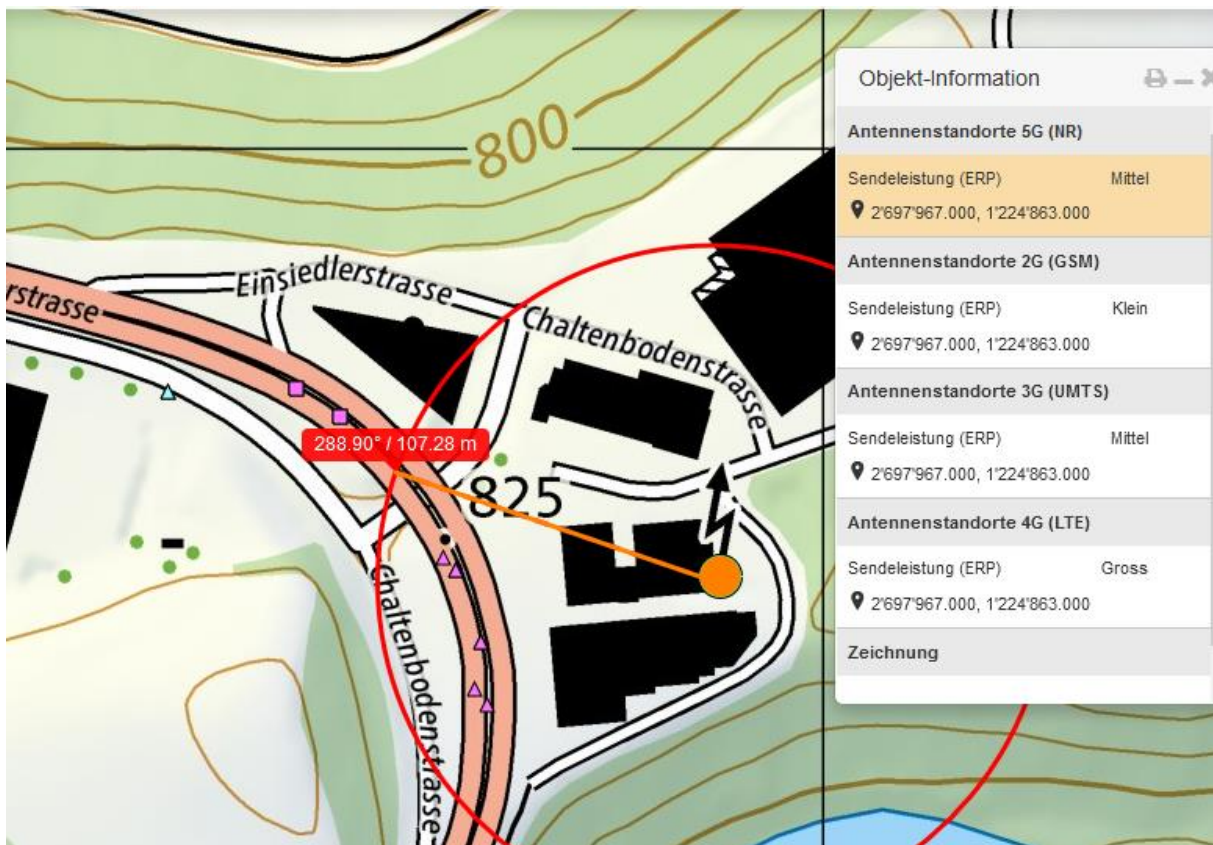 800
Einsiedlerstrasse
rstrasse
Chaltenbodenstrasse
288.90° / 107.28 m
825
Chaltenbodenstrasse
Objekt-Information
Antennenstandorte 5G (NR)
Sendeleistung (ERP) Mittel
2'697'967.000, 1'224'863.000
Antennenstandorte 2G (GSM)
Sendeleistung (ERP) Klein
2'697'967.000, 1'224'863.000
Antennenstandorte 3G (UMTS)
Sendeleistung (ERP) Mittel
2'697'967.000, 1'224'863.000
Antennenstandorte 4G (LTE)
Sendeleistung (ERP) Gross
2'697'967.000, 1'224'863.000
Zeichnung